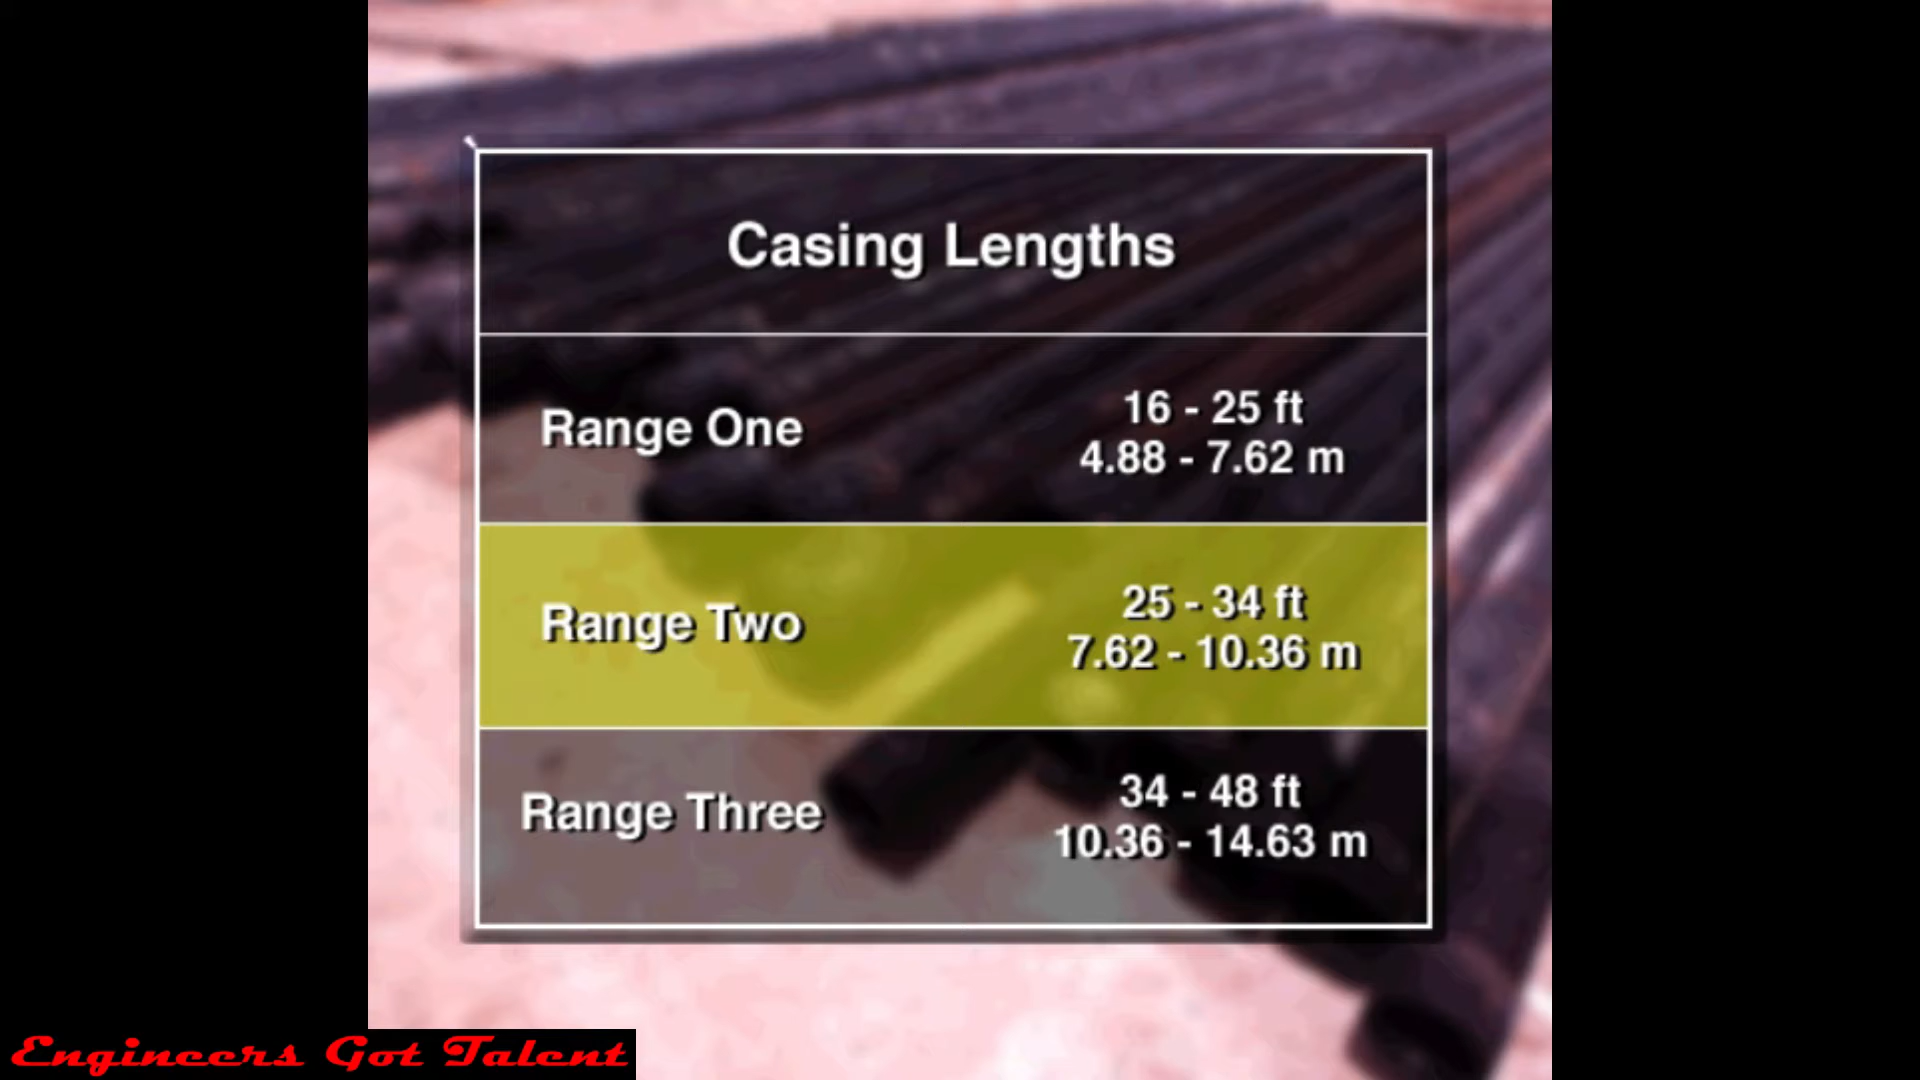 Casing Lengths
Range One
16 - 25 ft
4.88 - 7.62 m
Range Two
25 - 34 ft
7.62 - 10.36 m
Range Three
34 - 48 ft
10.36 - 14.63 m
Engineers Got Talent